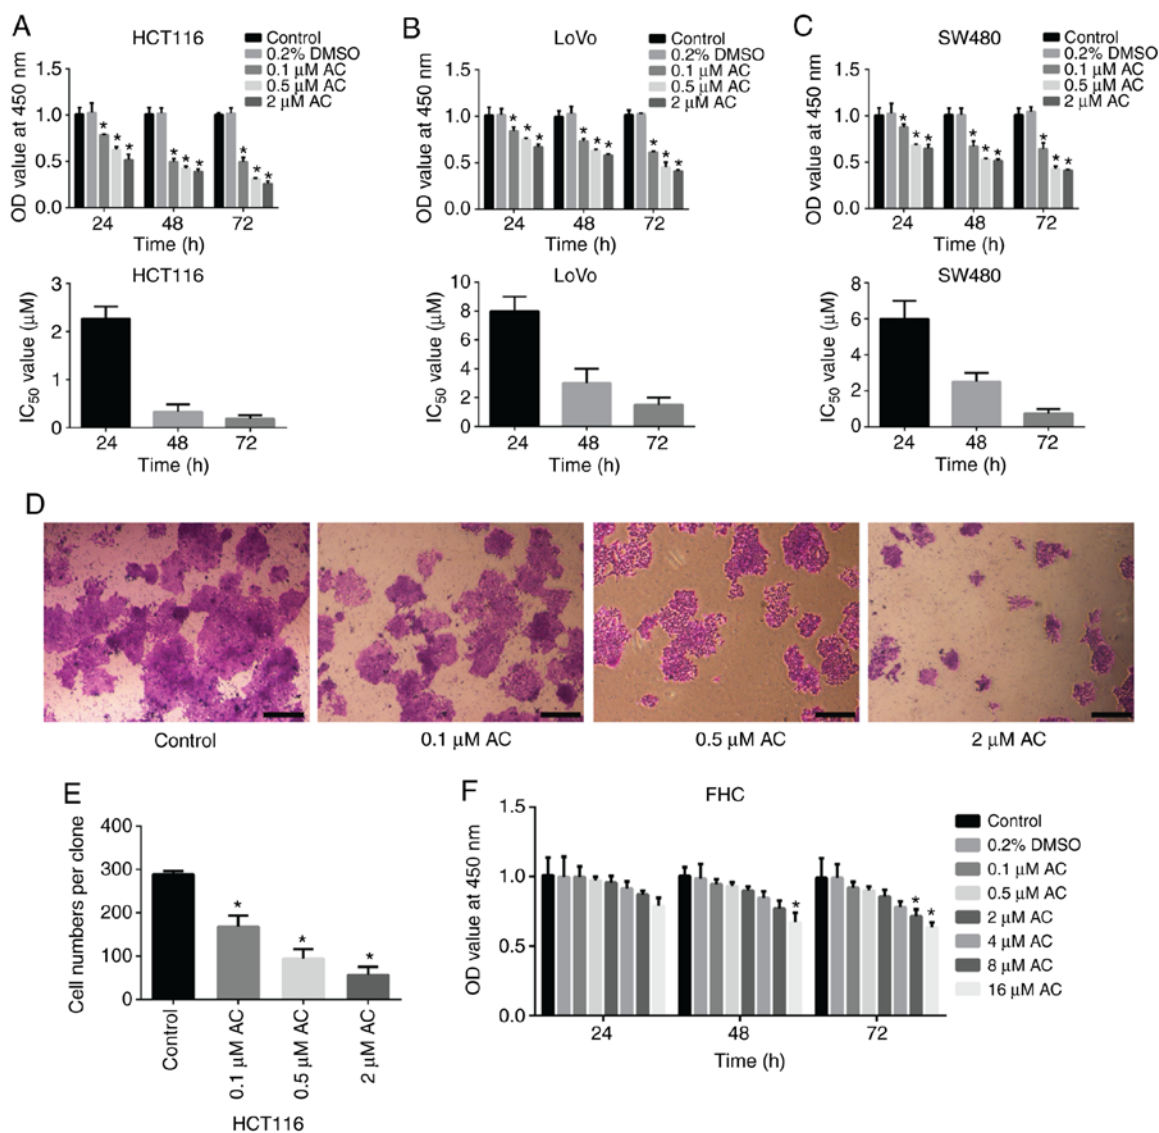 A
HCT116
Control
0.2% DMSO
0.1 µM AC
0.5 µM AC
2 µM AC
OD value at 450 nm
1.5
1.0
0.5
0.0
* * * * * * * * *
24 48 72
Time (h)
B
LoVo
Control
0.2% DMSO
0.1 µM AC
0.5 µM AC
2 µM AC
OD value at 450 nm
1.5
1.0
0.5
0.0
* * * * * * * * *
24 48 72
Time (h)
C
SW480
Control
0.2% DMSO
0.1 µM AC
0.5 µM AC
2 µM AC
OD value at 450 nm
1.5
1.0
0.5
0.0
* * * * * * * * *
24 48 72
Time (h)
HCT116
IC50 value (µM)
3
2
1
0
24 48 72
Time (h)
LoVo
IC50 value (µM)
10
8
6
4
2
0
24 48 72
Time (h)
SW480
IC50 value (µM)
8
6
4
2
0
24 48 72
Time (h)
D
Control
0.1 µM AC
0.5 µM AC
2 µM AC
E
Cell numbers per clone
400
300
200
100
0
* * *
Control
0.1 µM AC
0.5 µM AC
2 µM AC
HCT116
F
FHC
OD value at 450 nm
1.5
1.0
0.5
0.0
* * *
24 48 72
Time (h)
Control
0.2% DMSO
0.1 µM AC
0.5 µM AC
2 µM AC
4 µM AC
8 µM AC
16 µM AC